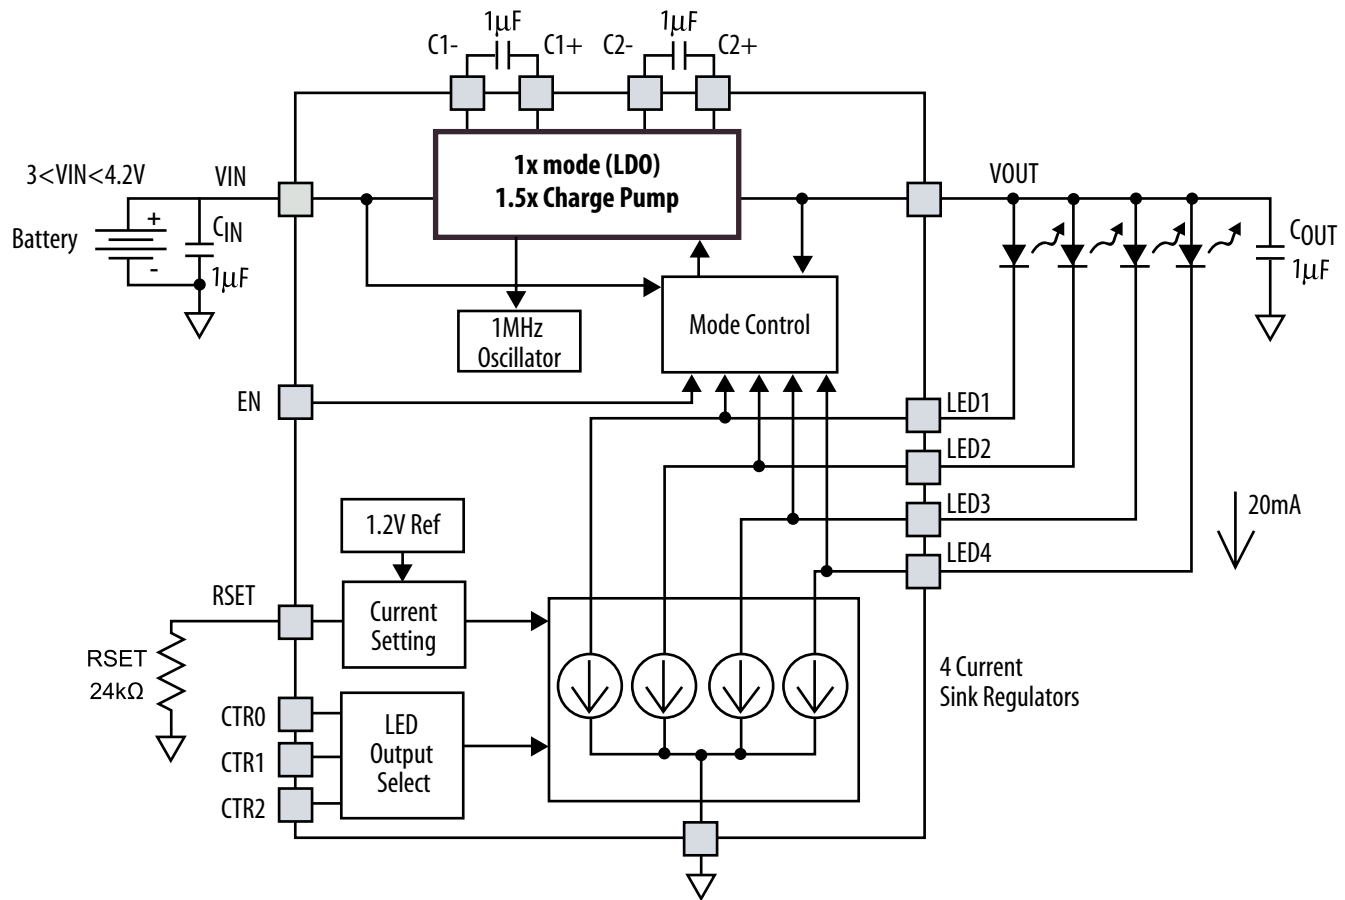 1µF
1µF
C1-
C1+
C2-
C2+
1x mode (LDO)
1.5x Charge Pump
3<VIN<4.2V
VIN
VOUT
Battery
+
-
CIN
1µF
COUT
1µF
1MHz
Oscillator
Mode Control
EN
LED1
LED2
LED3
LED4
20mA
1.2V Ref
RSET
Current
Setting
RSET
24kΩ
4 Current
Sink Regulators
CTR0
CTR1
CTR2
LED
Output
Select